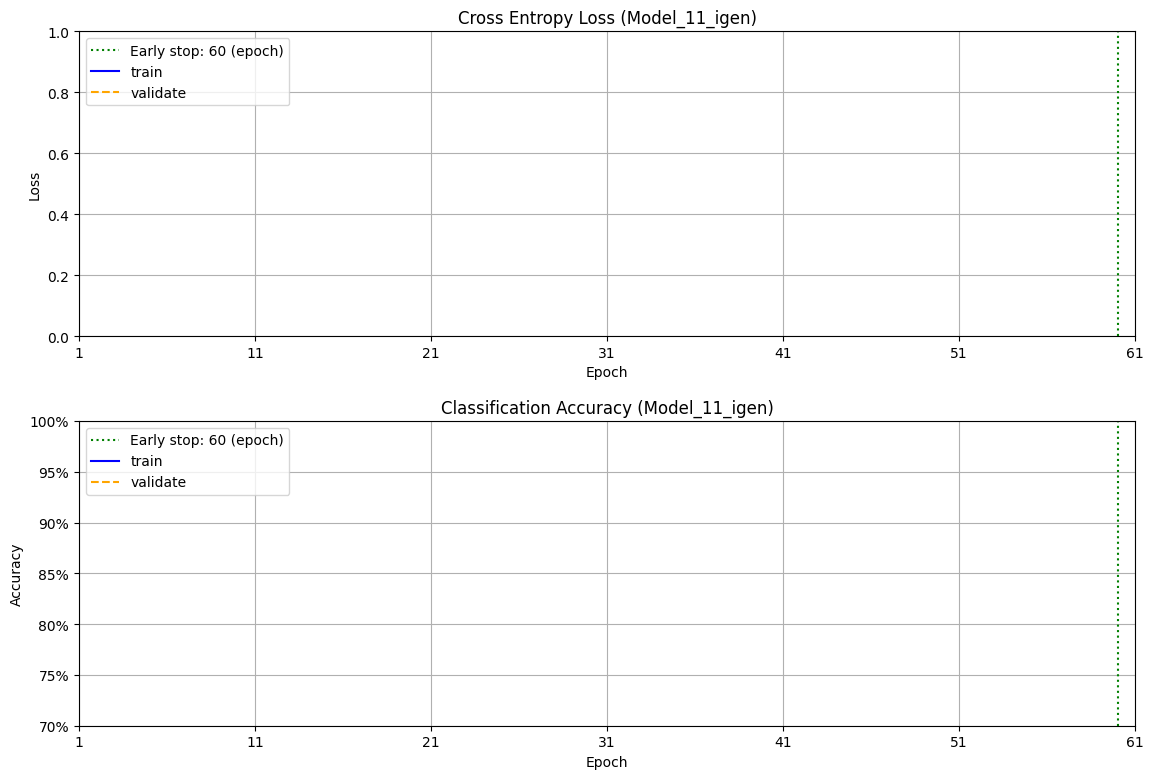 Cross Entropy Loss (Model_11_igen)
1.0
0.8
0.6
0.4
0.2
0.0
Loss
Early stop: 60 (epoch)
train
validate
1 11 21 31 41 51 61
Epoch
Classification Accuracy (Model_11_igen)
100%
95%
90%
85%
80%
75%
70%
Accuracy
Early stop: 60 (epoch)
train
validate
1 11 21 31 41 51 61
Epoch